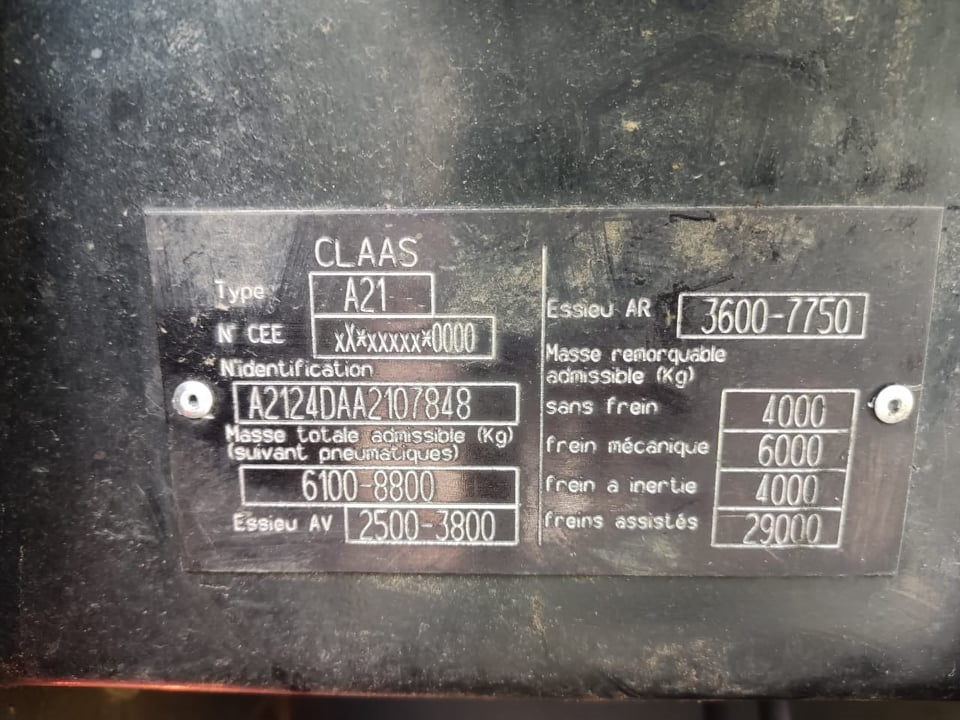 CLAAS
Type A21
N° CEE xX*xxxxx*0000
N'identification
A2124DAA2107848
Masse totale admissible (Kg)
(suivant pneumatiques)
6100-8800
Essieu AV 2500-3800
Essieu AR 3600-7750
Masse remorquable
admissible (Kg)
sans frein 4000
frein mécanique 6000
frein a inertie 4000
freins assistés 29000